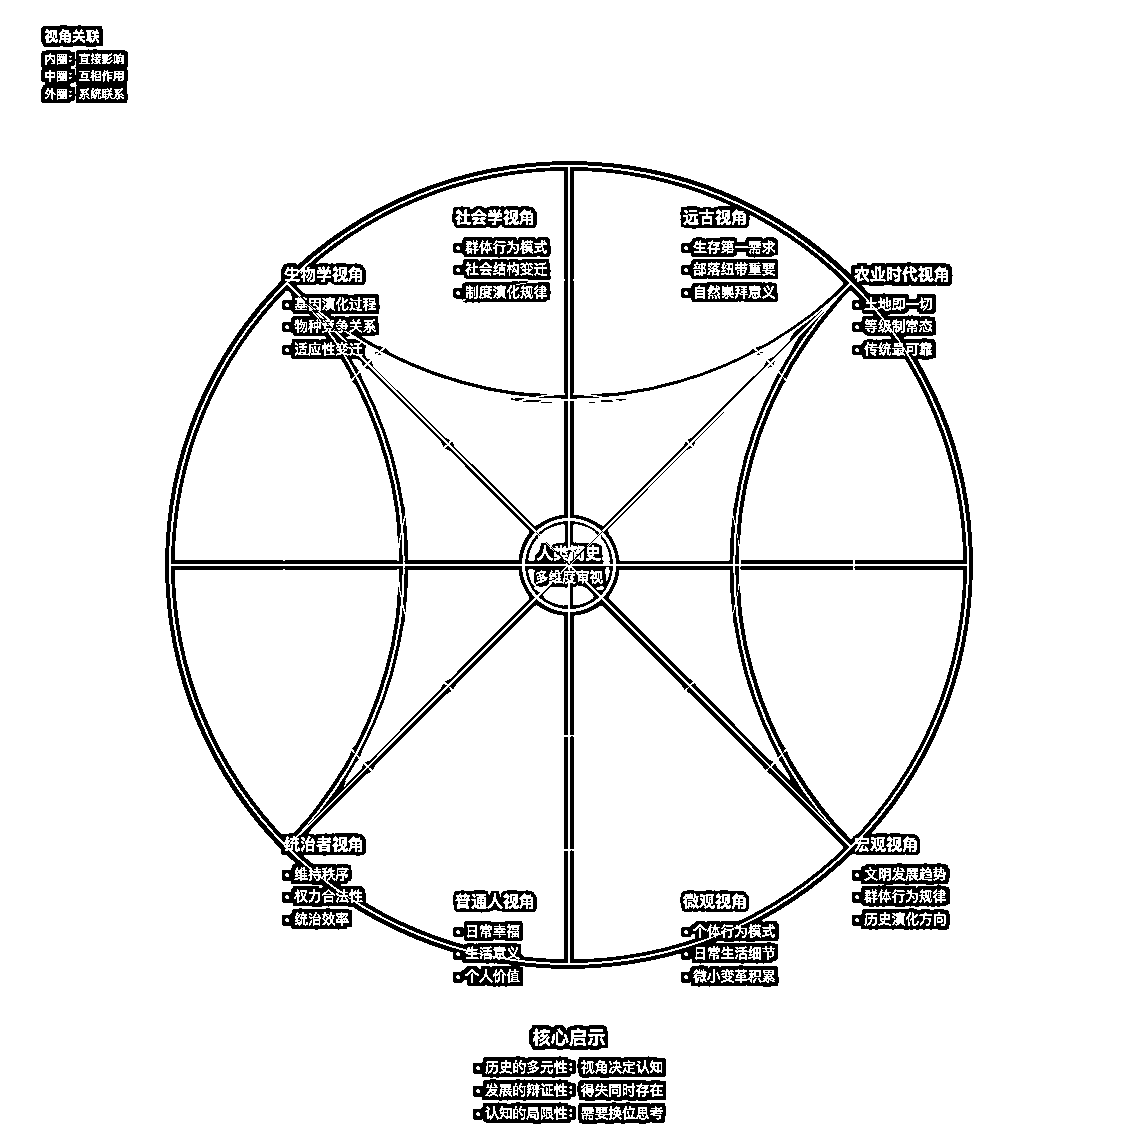 视角关联
内圈：直接影响
中圈：互相作用
外圈：系统联系
社会学视角
• 群体行为模式
• 社会结构变迁
• 制度演化规律
远古视角
• 生存第一需求
• 部落纽带重要
• 自然崇拜意义
生物学视角
• 基因演化过程
• 物种竞争关系
• 适应性变迁
农业时代视角
• 土地即一切
• 等级制常态
• 传统最可靠
人类简史
多维度审视
统治者视角
• 维持秩序
• 权力合法性
• 统治效率
宏观视角
• 文明发展趋势
• 群体行为规律
• 历史演化方向
普通人视角
• 日常幸福
• 生活意义
• 个人价值
微观视角
• 个体行为模式
• 日常生活细节
• 微小变革积累
核心启示
• 历史的多元性：视角决定认知
• 发展的辩证性：得失同时存在
• 认知的局限性：需要换位思考